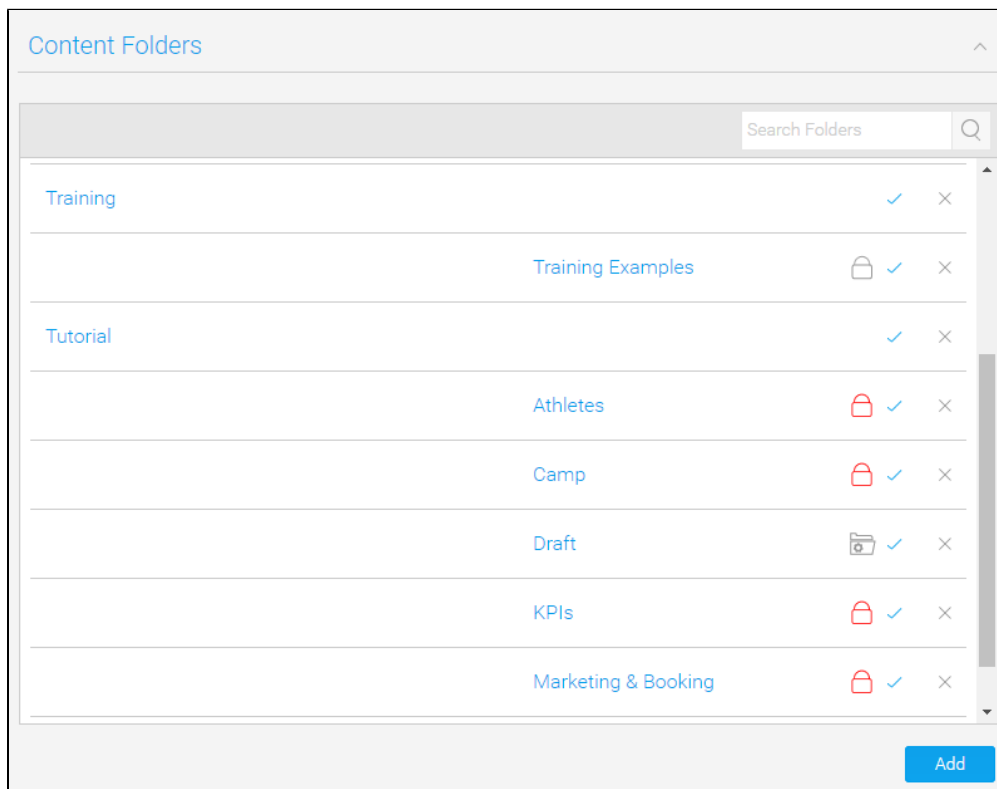 Content Folders
Search Folders
Training
Training Examples
Tutorial
Athletes
Camp
Draft
KPIs
Marketing & Booking
Add